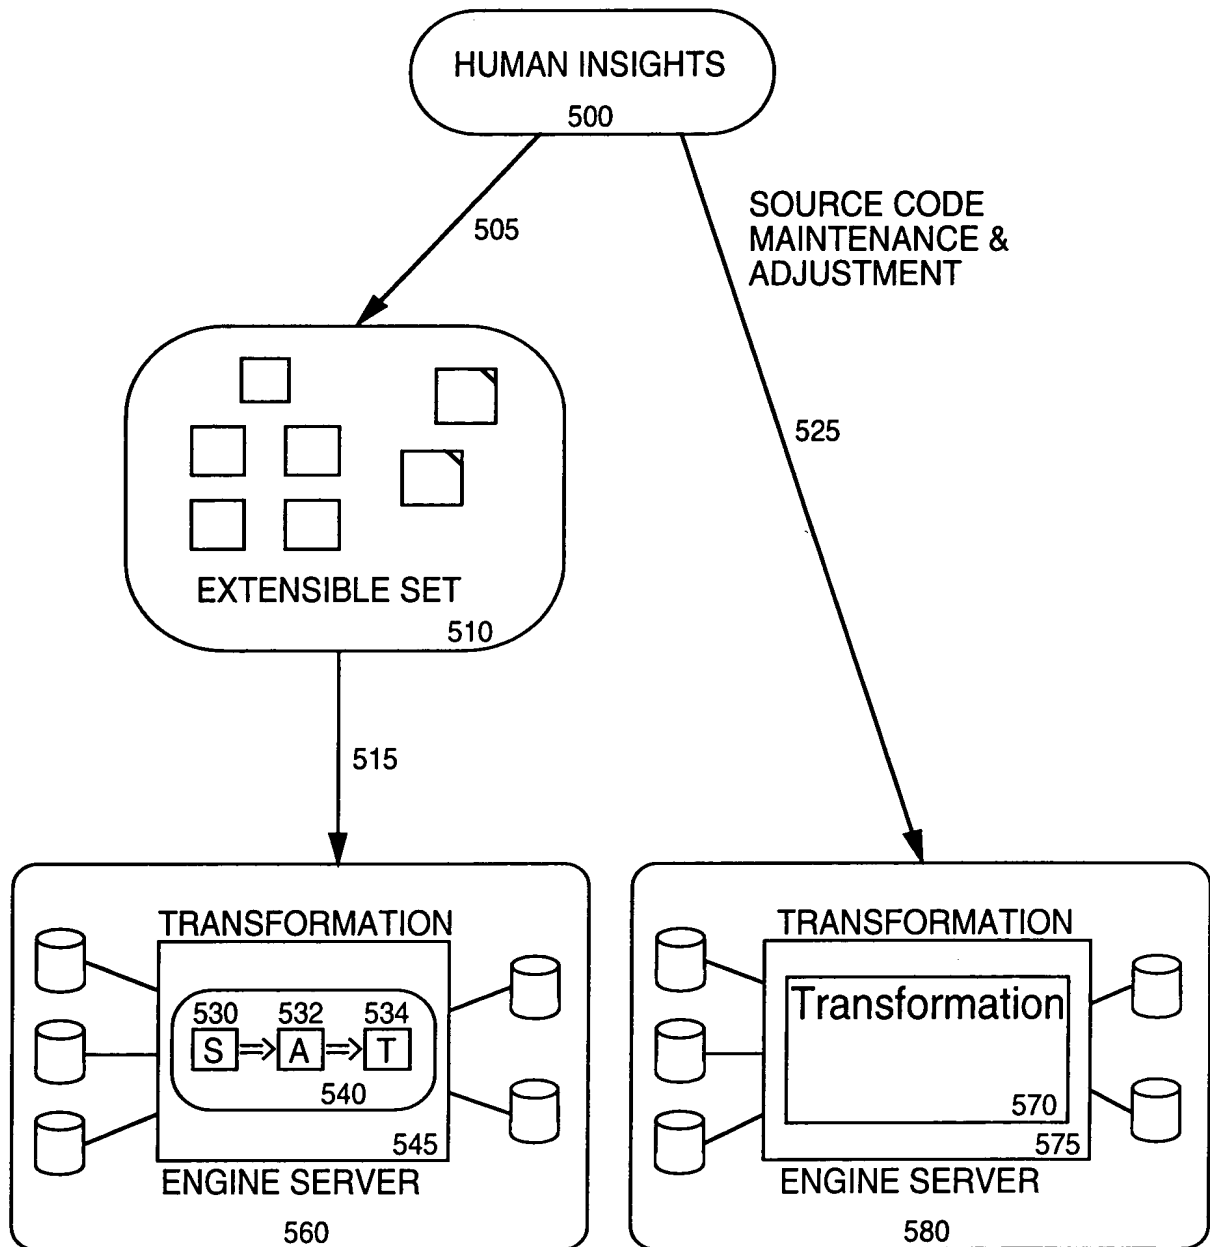 HUMAN INSIGHTS
500
505
SOURCE CODE
MAINTENANCE &
ADJUSTMENT
525
EXTENSIBLE SET
510
515
TRANSFORMATION
530 532 534
S A T
540
545
ENGINE SERVER
560
TRANSFORMATION
Transformation
570
575
ENGINE SERVER
580